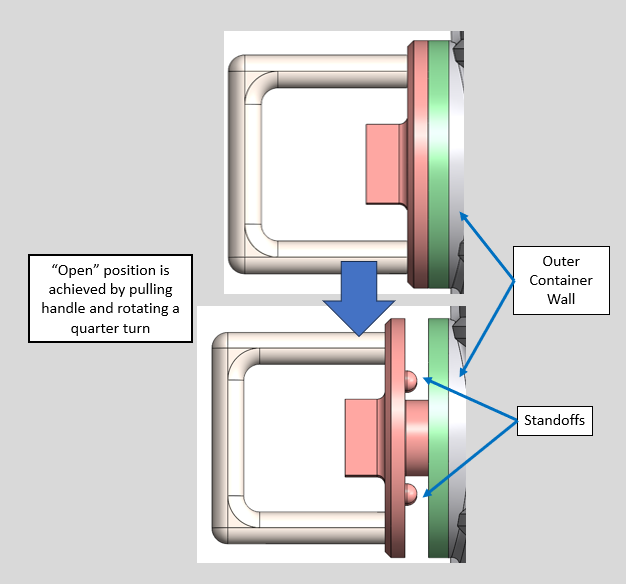 “Open” position is
achieved by pulling
handle and rotating a
quarter turn
Outer
Container
Wall
Standoffs